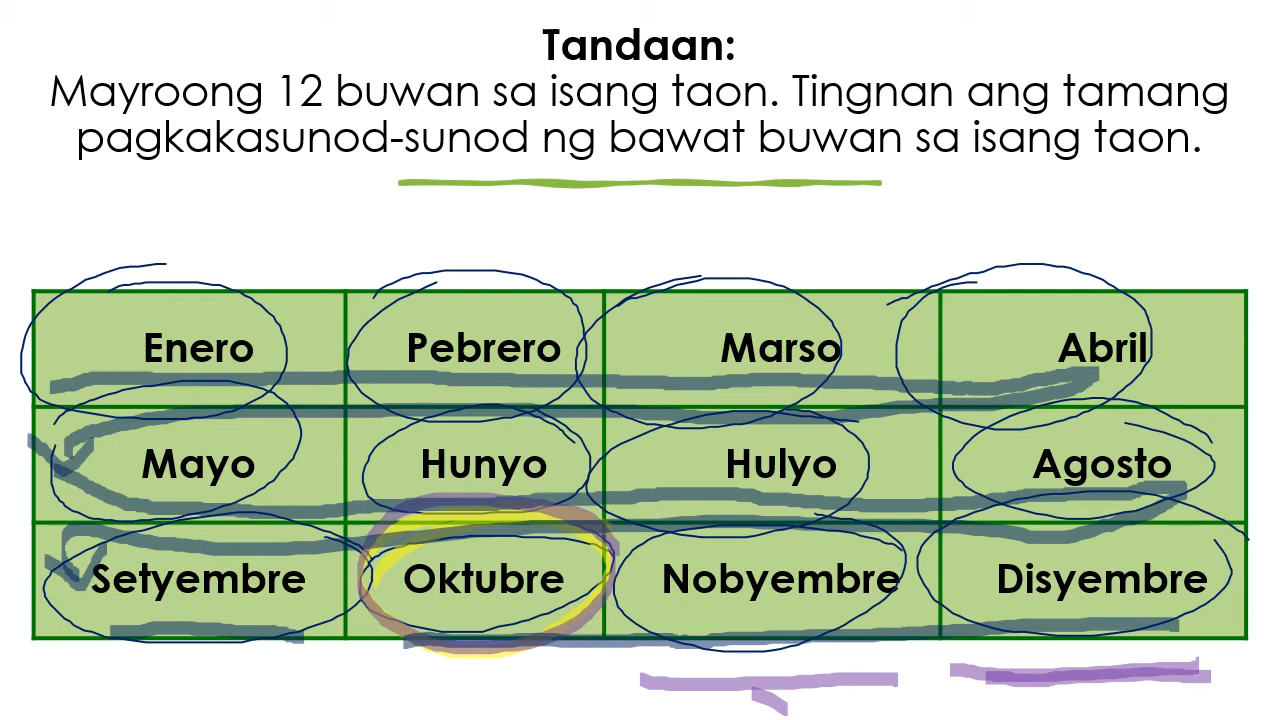 Tandaan:
Mayroong 12 buwan sa isang taon. Tingnan ang tamang
pagkakasunod-sunod ng bawat buwan sa isang taon.
Enero Pebrero Marso Abril
Mayo Hunyo Hulyo Agosto
Setyembre Oktubre Nobyembre Disyembre